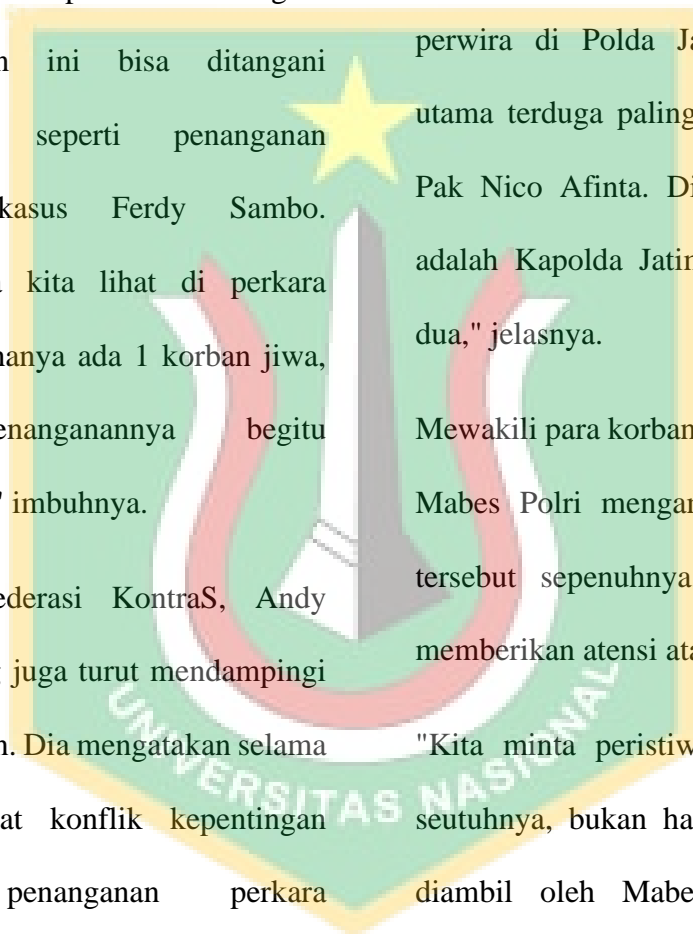 ini bisa ditangani
seperti penanganan
kasus Ferdy Sambo.
kita lihat di perkara
hanya ada 1 korban jiwa,
enanganannya begitu
" imbuhnya.
ederasi KontraS, Andy
juga turut mendampingi
n. Dia mengatakan selama
at konflik kepentingan
penanganan perkara
perwira di Polda Ja
utama terduga paling
Pak Nico Afinta. Di
adalah Kapolda Jatin
dua," jelasnya.
Mewakili para korban
Mabes Polri mengan
tersebut sepenuhnya
memberikan atensi ata
"Kita minta peristiw
seutuhnya, bukan ha
diambil oleh Mabe
UNIVERSITAS NASIONAL